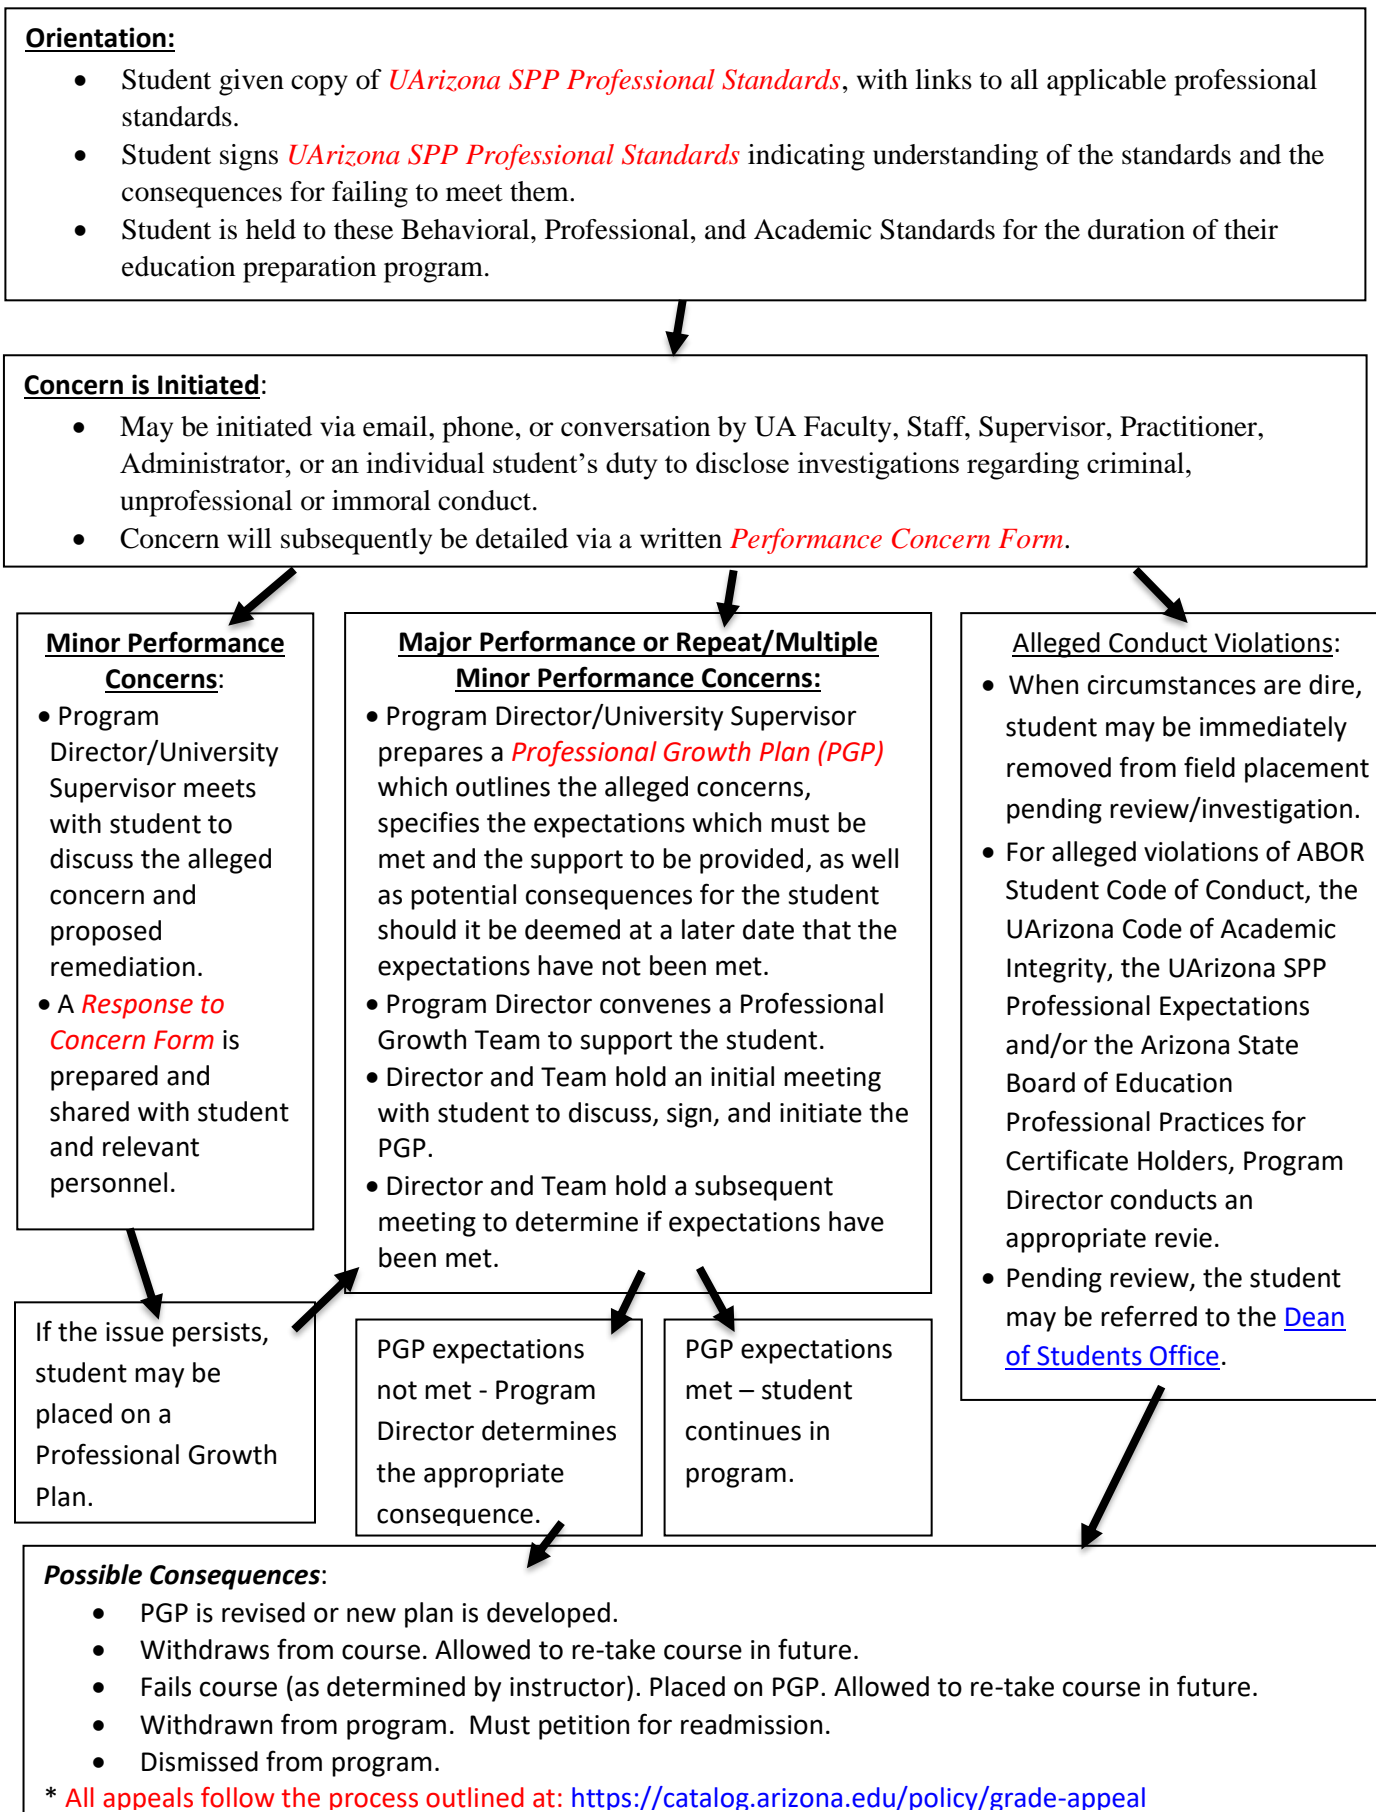 Orientation:
• Student given copy of UArizona SPP Professional Standards, with links to all applicable professional
standards.
• Student signs UArizona SPP Professional Standards indicating understanding of the standards and the
consequences for failing to meet them.
• Student is held to these Behavioral, Professional, and Academic Standards for the duration of their
education preparation program.
Concern is Initiated:
• May be initiated via email, phone, or conversation by UA Faculty, Staff, Supervisor, Practitioner,
Administrator, or an individual student’s duty to disclose investigations regarding criminal,
unprofessional or immoral conduct.
• Concern will subsequently be detailed via a written Performance Concern Form.
Minor Performance
Concerns:
• Program
Director/University
Supervisor meets
with student to
discuss the alleged
concern and
proposed
remediation.
• A Response to
Concern Form is
prepared and
shared with student
and relevant
personnel.
If the issue persists,
student may be
placed on a
Professional Growth
Plan.
Major Performance or Repeat/Multiple
Minor Performance Concerns:
• Program Director/University Supervisor
prepares a Professional Growth Plan (PGP)
which outlines the alleged concerns,
specifies the expectations which must be
met and the support to be provided, as well
as potential consequences for the student
should it be deemed at a later date that the
expectations have not been met.
• Program Director convenes a Professional
Growth Team to support the student.
• Director and Team hold an initial meeting
with student to discuss, sign, and initiate the
PGP.
• Director and Team hold a subsequent
meeting to determine if expectations have
been met.
PGP expectations
not met - Program
Director determines
the appropriate
consequence.
PGP expectations
met – student
continues in
program.
Alleged Conduct Violations:
• When circumstances are dire,
student may be immediately
removed from field placement
pending review/investigation.
• For alleged violations of ABOR
Student Code of Conduct, the
UArizona Code of Academic
Integrity, the UArizona SPP
Professional Expectations
and/or the Arizona State
Board of Education
Professional Practices for
Certificate Holders, Program
Director conducts an
appropriate revie.
• Pending review, the student
may be referred to the Dean
of Students Office.
Possible Consequences:
• PGP is revised or new plan is developed.
• Withdraws from course. Allowed to re-take course in future.
• Fails course (as determined by instructor). Placed on PGP. Allowed to re-take course in future.
• Withdrawn from program. Must petition for readmission.
• Dismissed from program.
* All appeals follow the process outlined at: https://catalog.arizona.edu/policy/grade-appeal